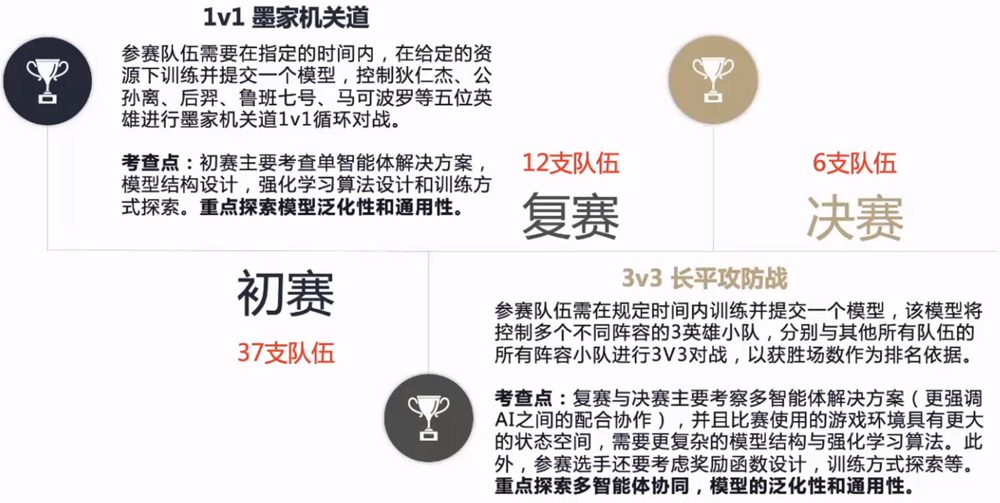 1v1 墨家机关道
参赛队伍需要在指定的时间内，在给定的资
源下训练并提交一个模型，控制狄仁杰、公
孙离、后羿、鲁班七号、马可波罗等五位英
雄进行墨家机关道1v1循环对战。
考查点：初赛主要考查单智能体解决方案，
模型结构设计，强化学习算法设计和训练方
式探索。重点探索模型泛化性和通用性。
初赛
37支队伍
12支队伍
复赛
6支队伍
决赛
3v3 长平攻防战
参赛队伍需在规定时间内训练并提交一个模型，该模型将
控制多个不同阵容的3英雄小队，分别与其他所有队伍的
所有阵容小队进行3V3对战，以获胜场数作为排名依据。
考查点：复赛与决赛主要考察多智能体解决方案（更强调
AI之间的配合协作），并且比赛使用的游戏环境具有更大
的状态空间，需要更复杂的模型结构与强化学习算法。此
外，参赛选手还要考虑奖励函数设计，训练方式探索等。
重点探索多智能体协同，模型的泛化性和通用性。